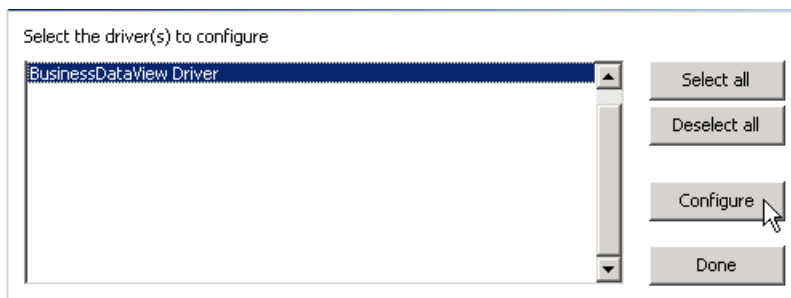 Select the driver(s) to configure
BusinessDataView Driver
Select all
Deselect all
Configure
Done